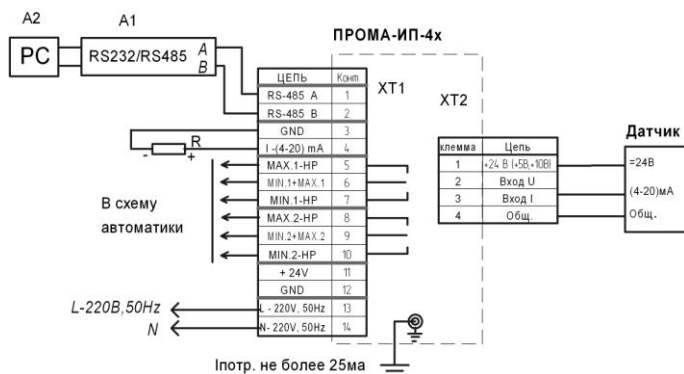 A2
A1
ПРОМА-ИП-4х
PC
RS232/RS485
A
B
XT1
XT2
ЦЕПЬ Конт
RS-485 A 1
RS-485 B 2
GND 3
I -(4-20) mA 4
MAX.1-HP 5
MIN.1+MAX.1 6
MIN.1-HP 7
MAX.2-HP 8
MIN.2+MAX.2 9
MIN.2-HP 10
+ 24V 11
GND 12
L - 220V, 50Hz 13
N- 220V, 50Hz 14
R
- +
В схему
автоматики
L-220В,50Hz
N
клемма Цепь
1 +24 В (+5В,+10В)
2 Вход U
3 Вход I
4 Общ.
Датчик
=24В
(4-20)мА
Общ.
Iпотр. не более 25ма